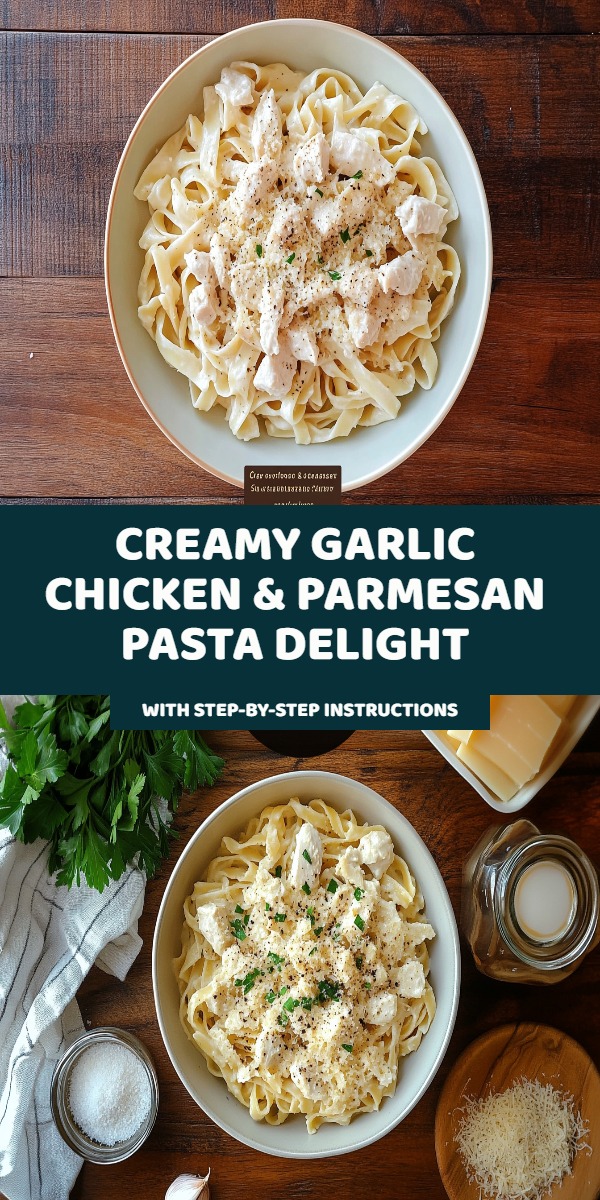 CREAMY GARLIC
CHICKEN & PARMESAN
PASTA DELIGHT
WITH STEP-BY-STEP INSTRUCTIONS